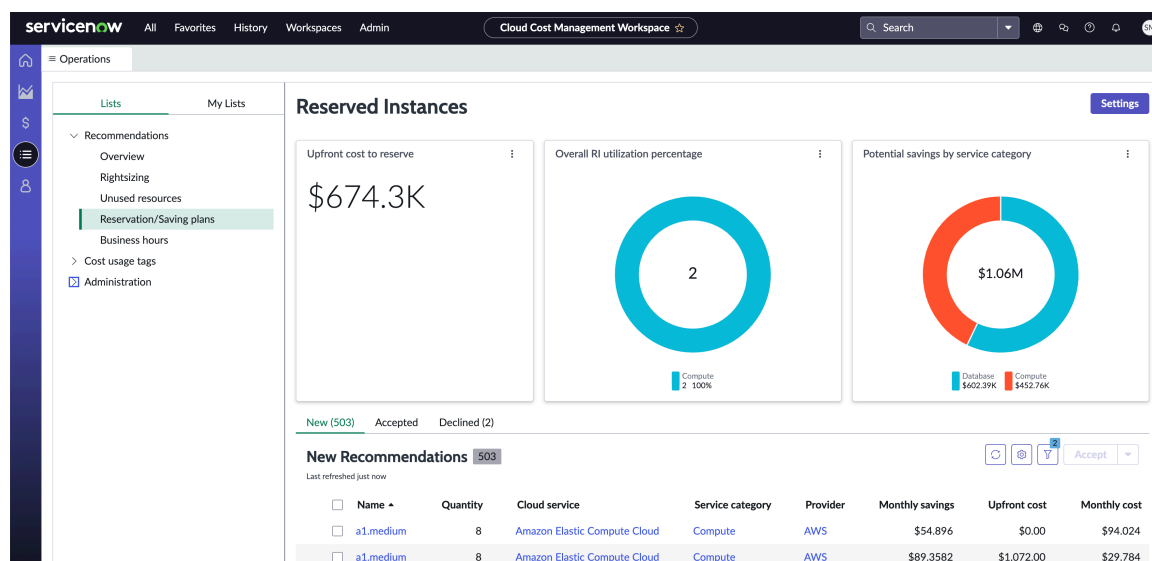 servicenow All Favorites History Workspaces Admin Cloud Cost Management Workspace Search SM
Operations
Lists My Lists
Recommendations
Overview
Rightsizing
Unused resources
Reservation/Saving plans
Business hours
Cost usage tags
Administration
Reserved Instances Settings
Upfront cost to reserve
$674.3K
Overall RI utilization percentage
2
Compute
2 100%
Potential savings by service category
$1.06M
Database Compute
$602.39K $452.76K
New (503) Accepted Declined (2)
New Recommendations 503 2 Accept
Last refreshed just now
Name Quantity Cloud service Service category Provider Monthly savings Upfront cost Monthly cost
a1.medium 8 Amazon Elastic Compute Cloud Compute AWS $54.896 $0.00 $94.024
a1.medium 8 Amazon Elastic Compute Cloud Compute AWS $89.3582 $1,072.00 $29.784